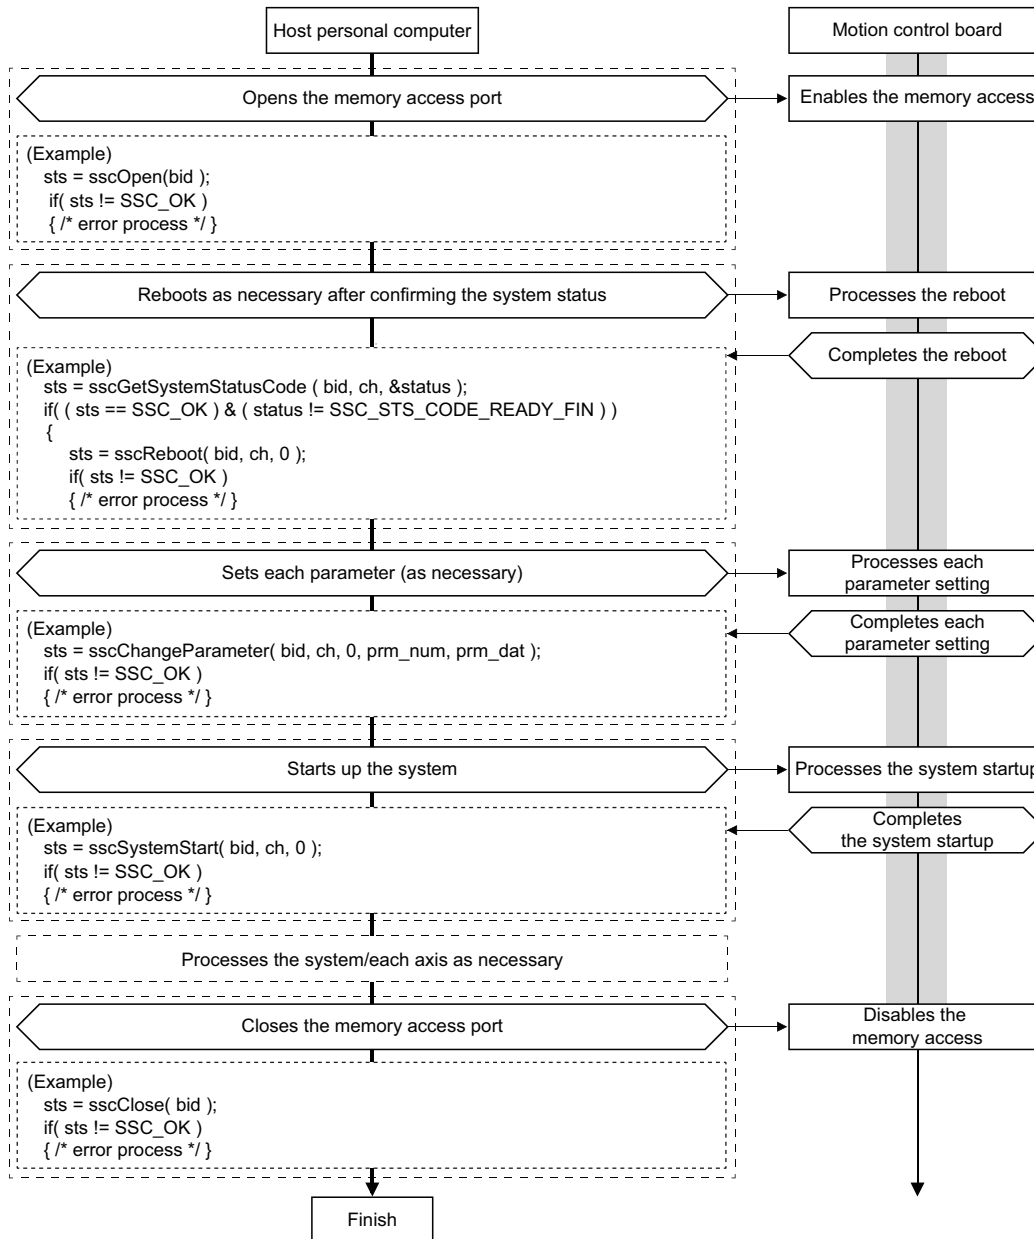 Host personal computer
Motion control board
Opens the memory access port
Enables the memory access
(Example)
sts = sscOpen(bid );
if( sts != SSC_OK )
{ /* error process */ }
Reboots as necessary after confirming the system status
Processes the reboot
Completes the reboot
(Example)
sts = sscGetSystemStatusCode ( bid, ch, &status );
if( ( sts == SSC_OK ) & ( status != SSC_STS_CODE_READY_FIN ) )
{
sts = sscReboot( bid, ch, 0 );
if( sts != SSC_OK )
{ /* error process */ }
Sets each parameter (as necessary)
Processes each
parameter setting
Completes each
parameter setting
(Example)
sts = sscChangeParameter( bid, ch, 0, prm_num, prm_dat );
if( sts != SSC_OK )
{ /* error process */ }
Starts up the system
Processes the system startup
Completes
the system startup
(Example)
sts = sscSystemStart( bid, ch, 0 );
if( sts != SSC_OK )
{ /* error process */ }
Processes the system/each axis as necessary
Closes the memory access port
Disables the
memory access
(Example)
sts = sscClose( bid );
if( sts != SSC_OK )
{ /* error process */ }
Finish